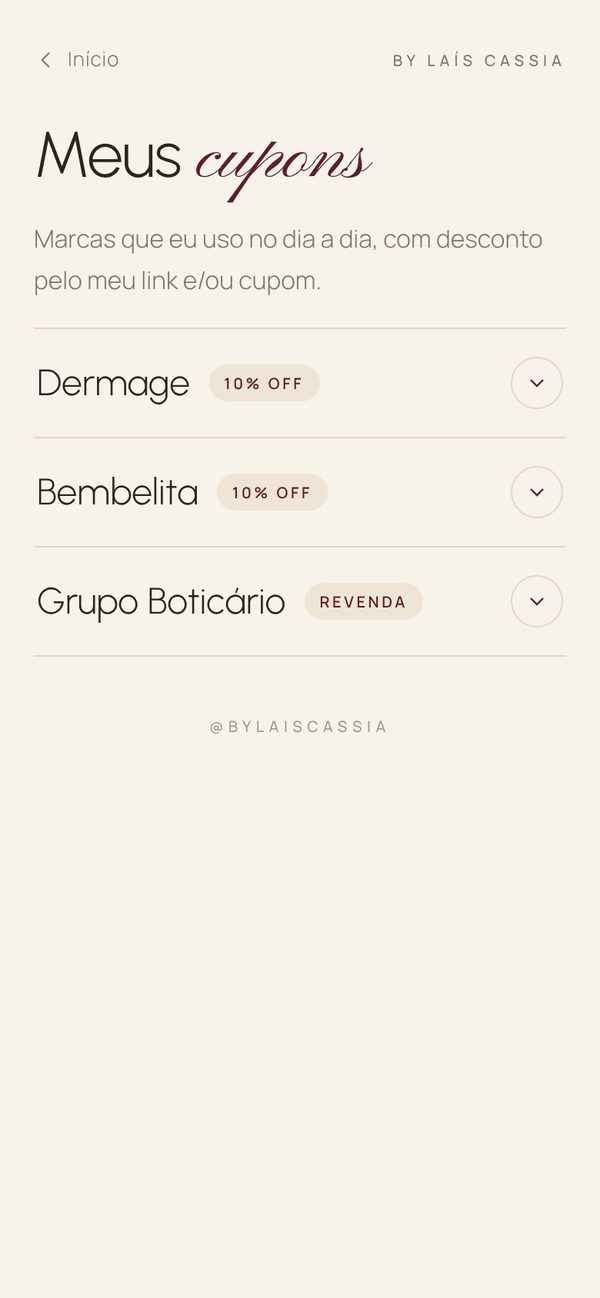 Início
BY LAÍS CASSIA
Meus cupons
Marcas que eu uso no dia a dia, com desconto
pelo meu link e/ou cupom.
Dermage 10% OFF
Bembelita 10% OFF
Grupo Boticário REVENDA
@BYLAISCASSIA